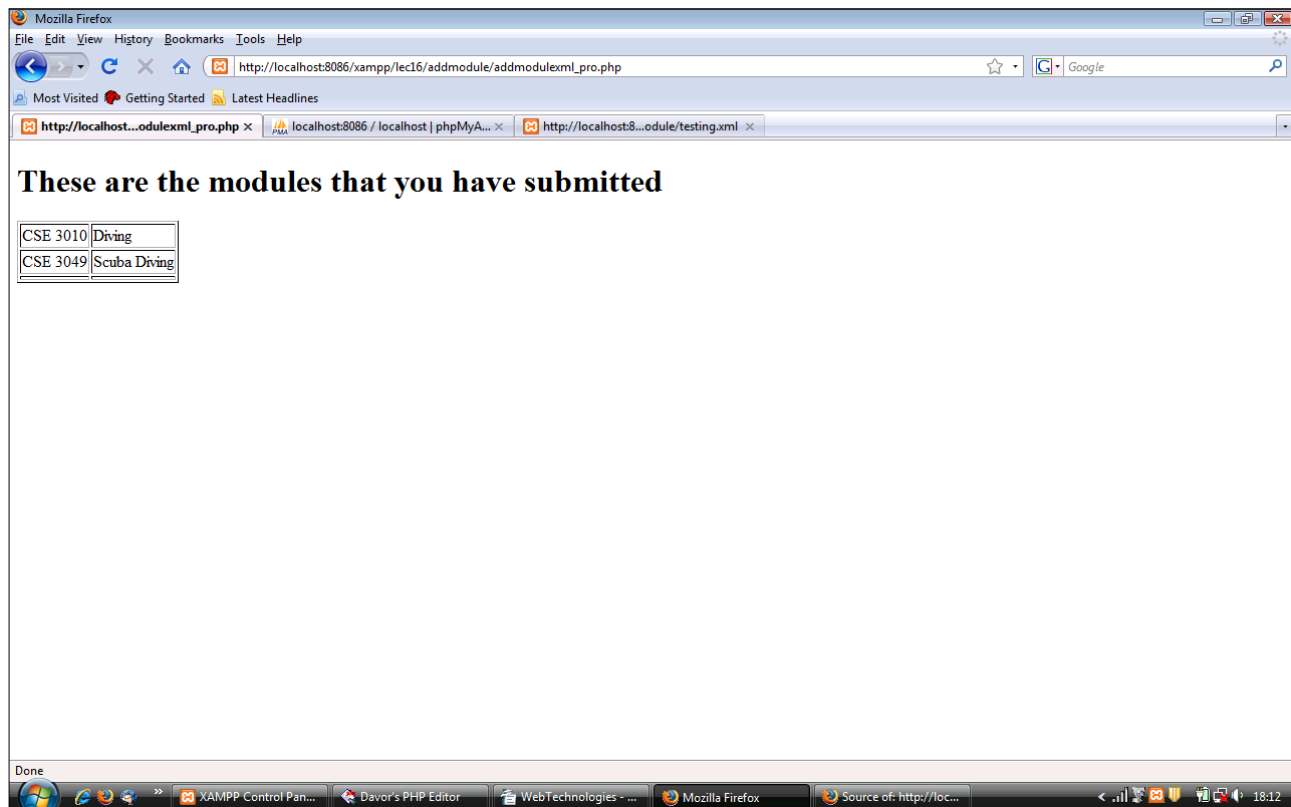 Mozilla Firefox
File Edit View History Bookmarks Tools Help
http://localhost:8086/xampp/lec16/addmodule/addmodulexml_pro.php
G Google
Most Visited Getting Started Latest Headlines
http://localhost...odulexml_pro.php localhost:8086 / localhost | phpMyA... http://localhost:8...odule/testing.xml
These are the modules that you have submitted
CSE 3010 Diving
CSE 3049 Scuba Diving
Done
» XAMPP Control Pan... Davor's PHP Editor WebTechnologies - ... Mozilla Firefox Source of: http://loc... 18:12